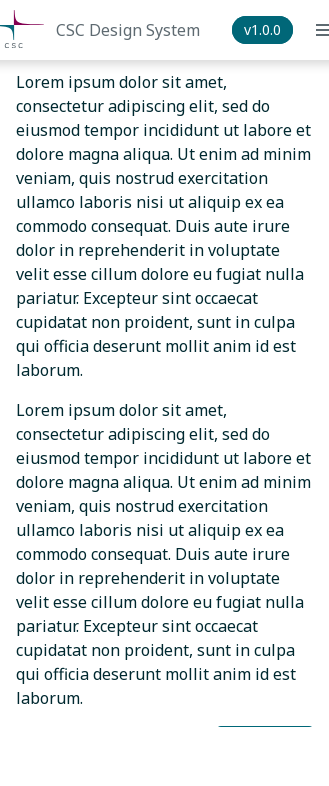 CSC
CSC Design System
v1.0.0
Lorem ipsum dolor sit amet,
consectetur adipiscing elit, sed do
eiusmod tempor incididunt ut labore et
dolore magna aliqua. Ut enim ad minim
veniam, quis nostrud exercitation
ullamco laboris nisi ut aliquip ex ea
commodo consequat. Duis aute irure
dolor in reprehenderit in voluptate
velit esse cillum dolore eu fugiat nulla
pariatur. Excepteur sint occaecat
cupidatat non proident, sunt in culpa
qui officia deserunt mollit anim id est
laborum.
Lorem ipsum dolor sit amet,
consectetur adipiscing elit, sed do
eiusmod tempor incididunt ut labore et
dolore magna aliqua. Ut enim ad minim
veniam, quis nostrud exercitation
ullamco laboris nisi ut aliquip ex ea
commodo consequat. Duis aute irure
dolor in reprehenderit in voluptate
velit esse cillum dolore eu fugiat nulla
pariatur. Excepteur sint occaecat
cupidatat non proident, sunt in culpa
qui officia deserunt mollit anim id est
laborum.